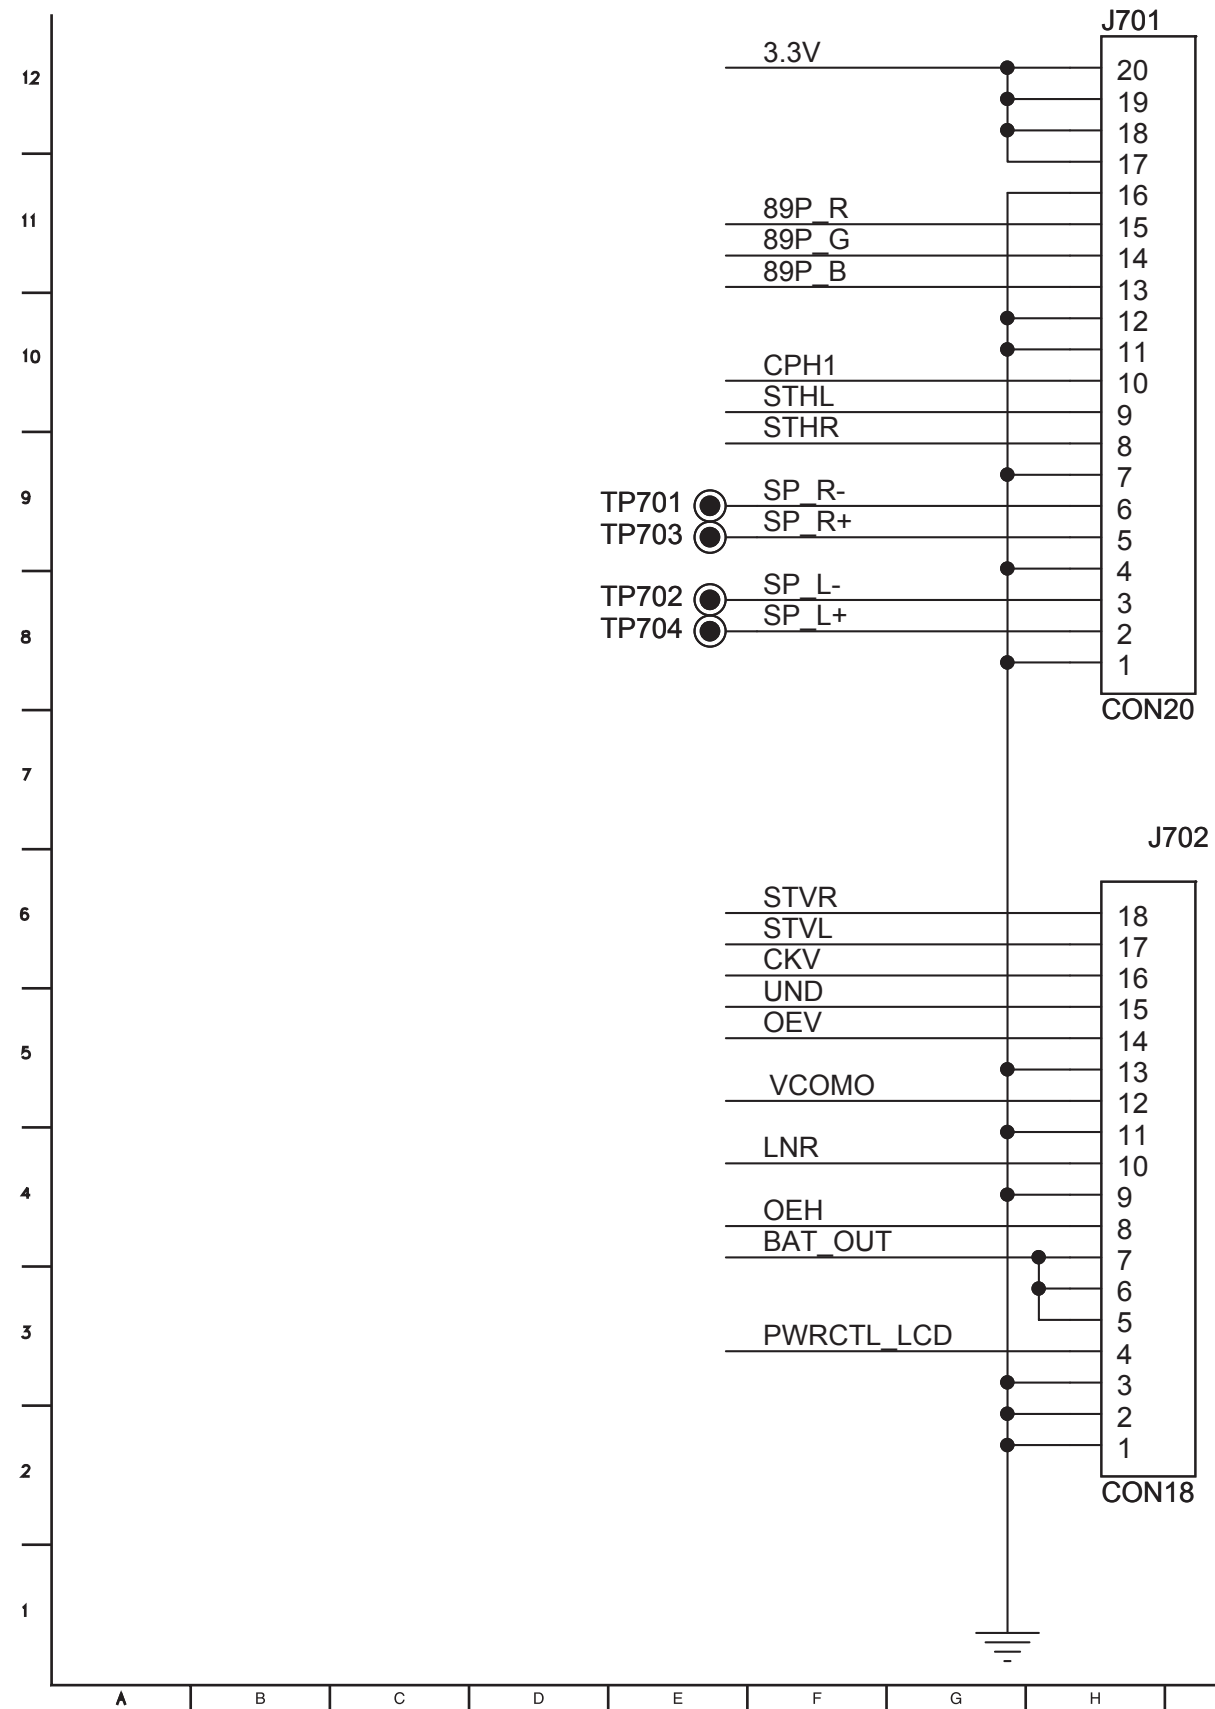 J701
12
3.3V
20
19
18
17
16
11
89P_R
15
89P_G
14
89P_B
13
12
10
11
CPH1
10
STHL
9
STHR
8
7
9
TP701
SP_R-
6
TP703
SP_R+
5
4
TP702
SP_L-
3
8
TP704
SP_L+
2
1
CON20
7
J702
6
STVR
18
STVL
17
CKV
16
UND
15
OEV
14
5
13
VCOMO
12
11
LNR
10
4
9
OEH
8
BAT_OUT
7
6
3
5
PWRCTL_LCD
4
3
2
2
1
CON18
1
A B C D E F G H